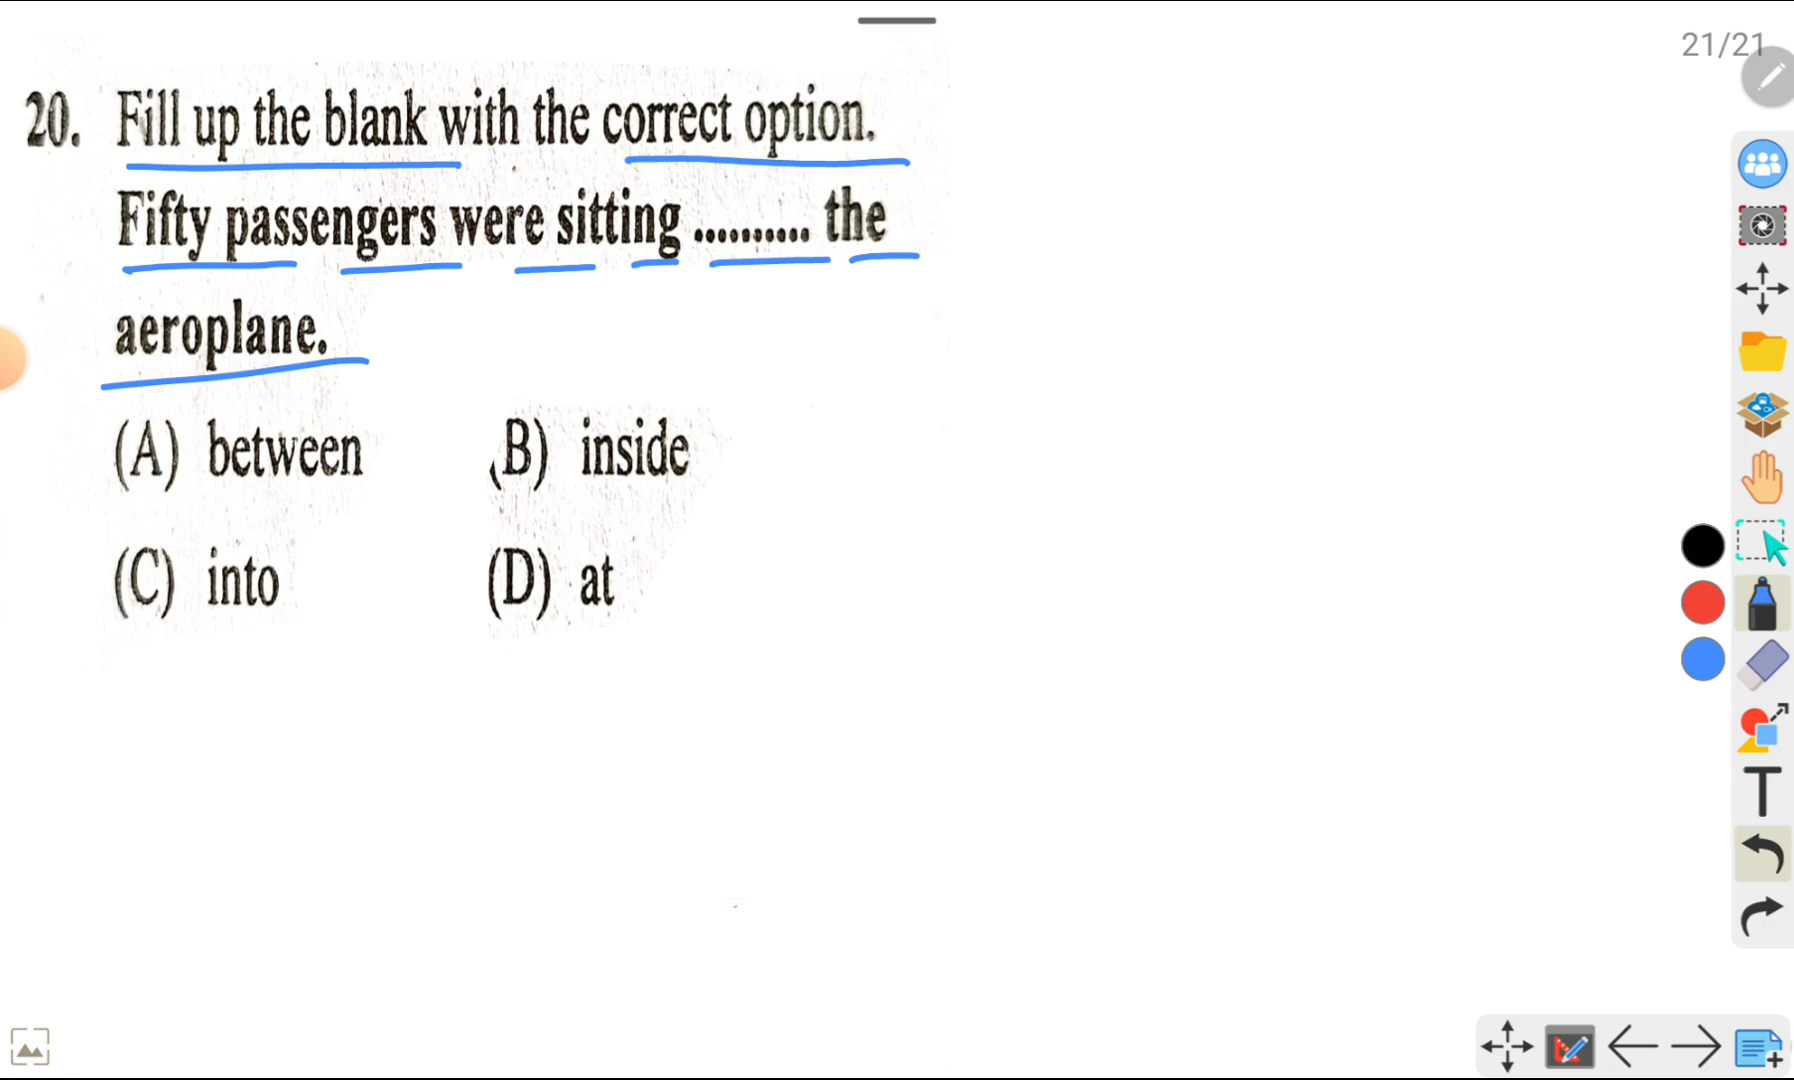 21/21
20. Fill up the blank with the correct option.
Fifty passengers were sitting .......... the
aeroplane.
(A) between (B) inside
(C) into (D) at